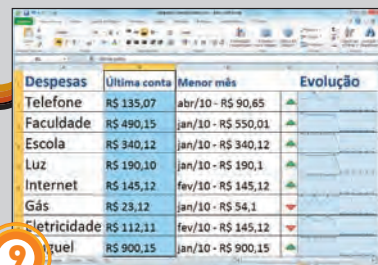 Despesas Última conta Menor mês Evolução
Telefone R$ 135,07 abr/10 - R$ 90,65
Faculdade R$ 490,15 jan/10 - R$ 550,01
Escola R$ 340,12 jan/10 - R$ 340,12
Luz R$ 190,10 jan/10 - R$ 190,1
Internet R$ 145,12 fev/10 - R$ 145,12
Gás R$ 23,12 jan/10 - R$ 54,1
Eletricidade R$ 112,11 fev/10 - R$ 145,12
guel R$ 900,15 jan/10 - R$ 900,15
9